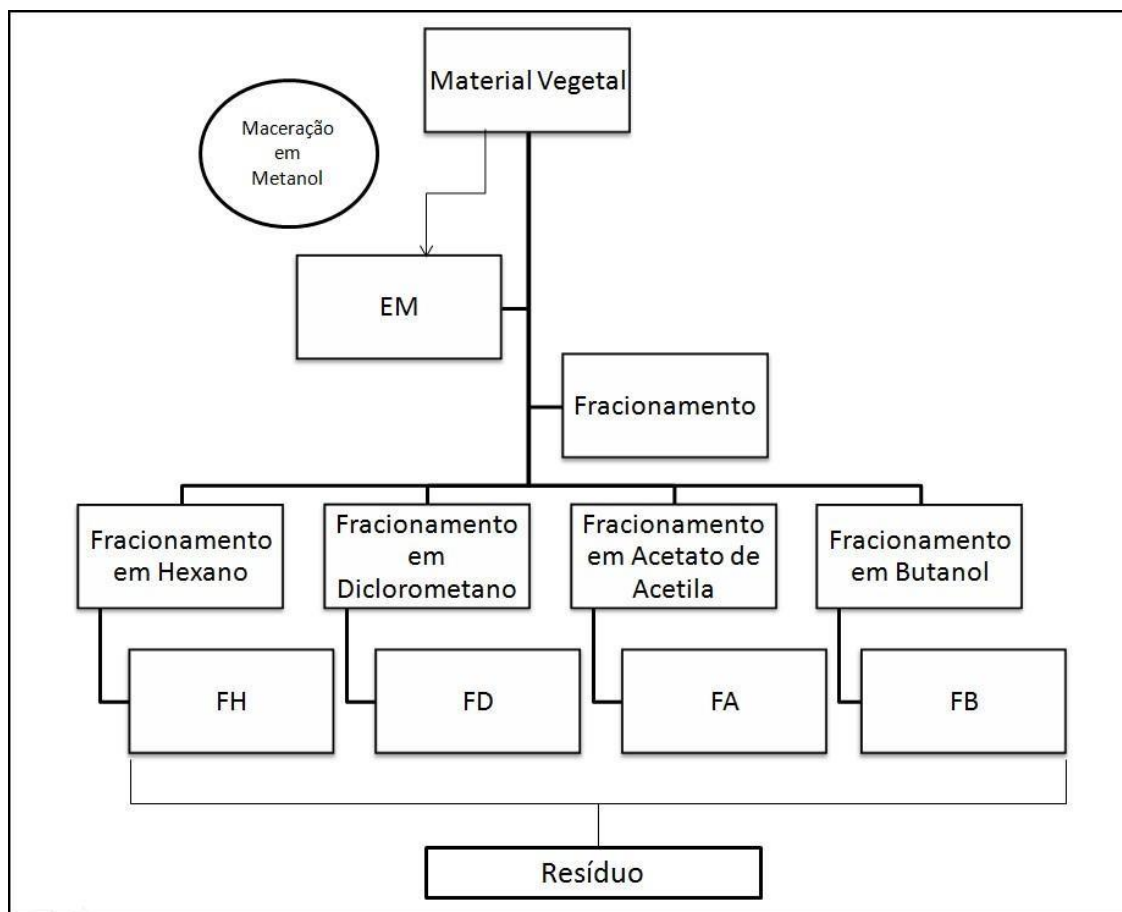 Material Vegetal
Maceração
em
Metanol
EM
Fracionamento
Fracionamento
em Hexano
Fracionamento
em
Diclorometano
Fracionamento
em Acetato de
Acetila
Fracionamento
em Butanol
FH
FD
FA
FB
Resíduo